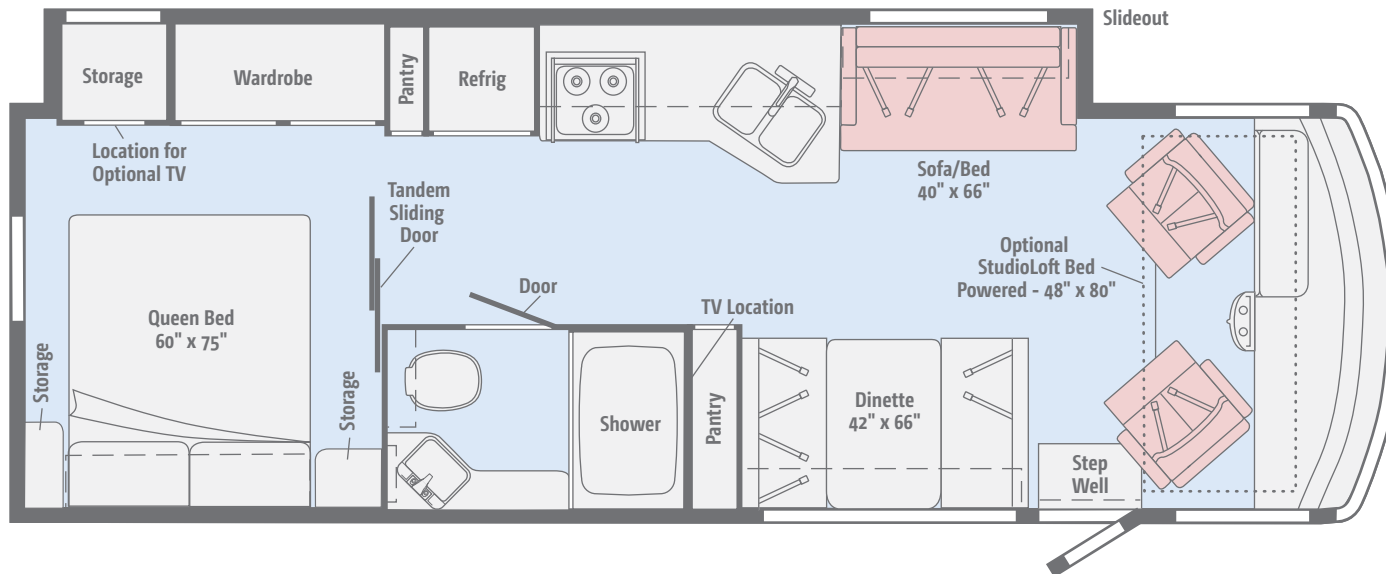 Slideout
Storage
Wardrobe
Pantry
Refrig
Location for
Optional TV
Tandem
Sliding
Door
Sofa/Bed
40" x 66"
Optional
StudioLoft Bed
Powered - 48" x 80"
Door
TV Location
Queen Bed
60" x 75"
Storage
Storage
Shower
Pantry
Dinette
42" x 66"
Step
Well